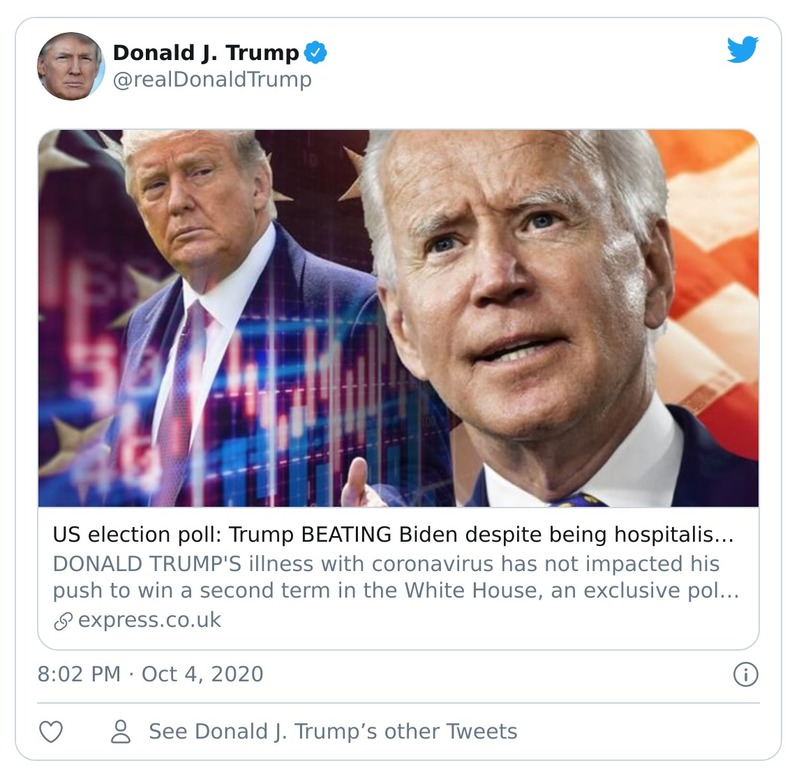 Donald J. Trump
@realDonaldTrump
US election poll: Trump BEATING Biden despite being hospitalis...
DONALD TRUMP'S illness with coronavirus has not impacted his
push to win a second term in the White House, an exclusive pol...
express.co.uk
8:02 PM · Oct 4, 2020
See Donald J. Trump’s other Tweets